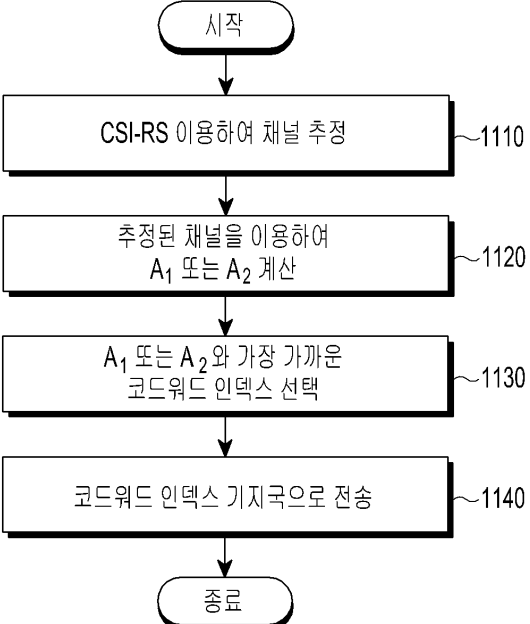 시작
CSI-RS 이용하여 채널 추정
1110
추정된 채널을 이용하여
A1 또는 A2 계산
1120
A1 또는 A2와 가장 가까운
코드워드 인덱스 선택
1130
코드워드 인덱스 기지국으로 전송
1140
종료